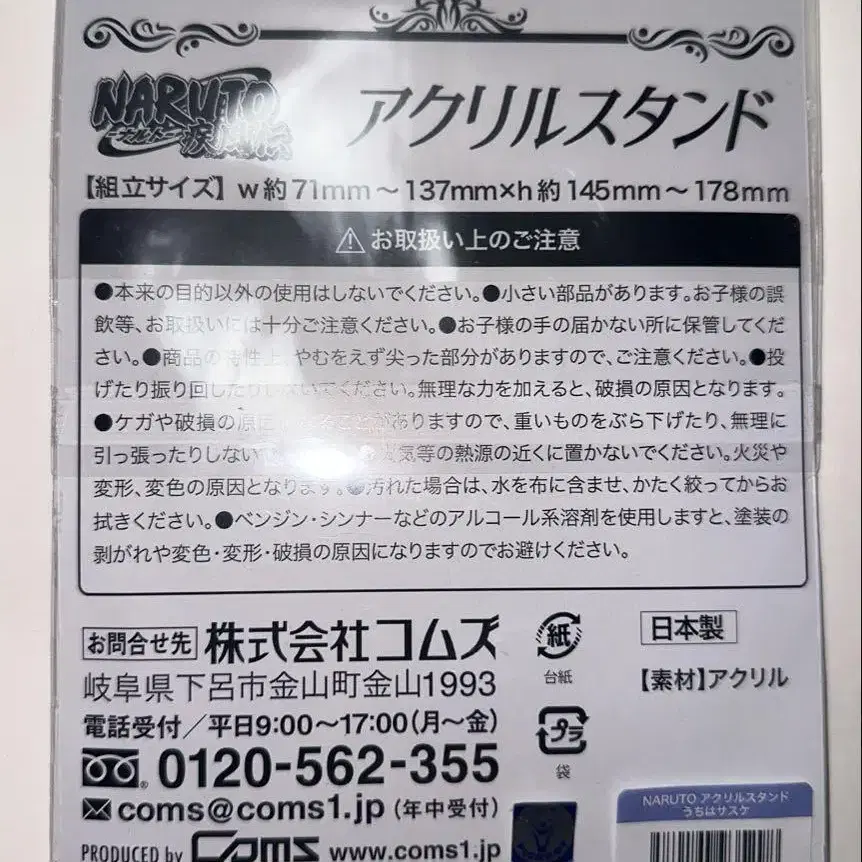 NARUTO
ーナルトー 疾風伝
アクリルスタンド
【組立サイズ】w約71mm～137mm×h約145mm～178mm
お取扱い上のご注意
●本来の目的以外の使用はしないでください。●小さい部品があります。お子様の誤
飲等、お取扱いには十分ご注意ください。●お子様の手の届かない所に保管してくだ
さい。●商品の特性上、やむをえず尖った部分がありますので、ご注意ください。●投
げたり振り回したりしないでください。無理な力を加えると、破損の原因となります。
●ケガや破損の原因 ありますので、重いものをぶら下げたり、無理に
引っ張ったりしない 気等の熱源の近くに置かないでください。火災や
変形、変色の原因となります。●汚れた場合は、水を布に含ませ、かたく絞ってからお
拭きください。●ベンジン・シンナーなどのアルコール系溶剤を使用しますと、塗装の
剥がれや変色・変形・破損の原因になりますのでお避けください。
お問合せ先 株式会社コムズ
岐阜県下呂市金山町金山1993
電話受付／平日9:00～17:00(月～金)
0120-562-355
coms@coms1.jp (年中受付)
PRODUCED by Coms www.coms1.jp
紙
台紙
プラ
袋
日本製
【素材】アクリル
NARUTO アクリルスタンド
うちはサスケ